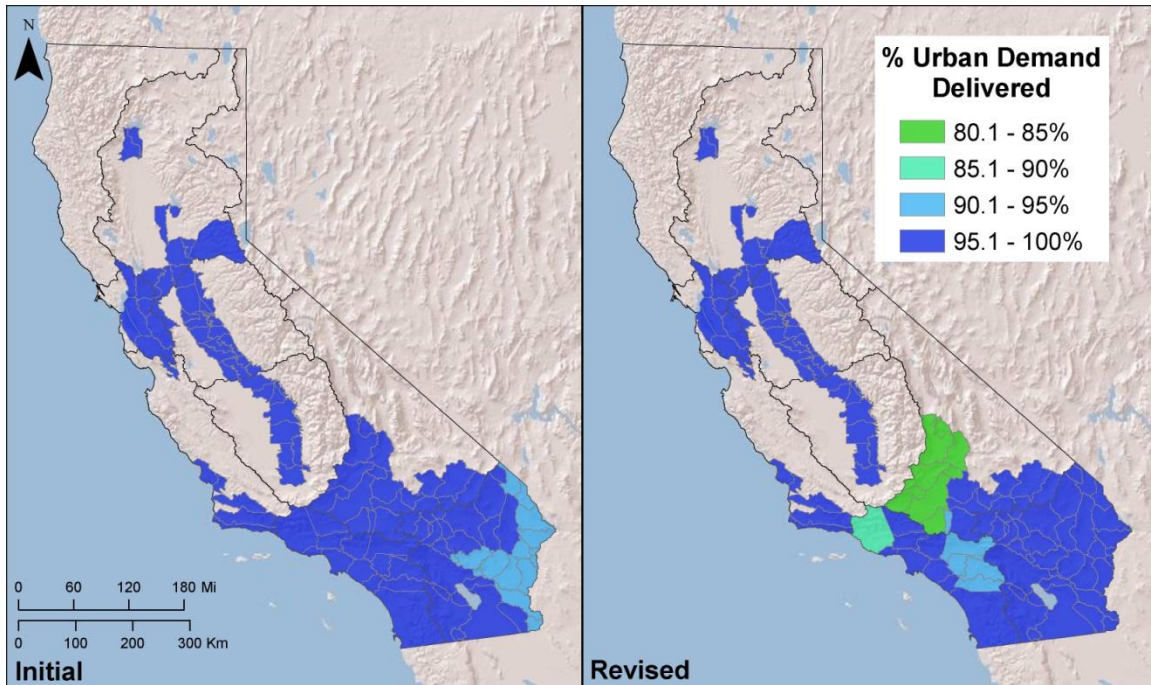 N
% Urban Demand
Delivered
80.1 - 85%
85.1 - 90%
90.1 - 95%
95.1 - 100%
0 60 120 180 Mi
0 100 200 300 Km
Initial
Revised